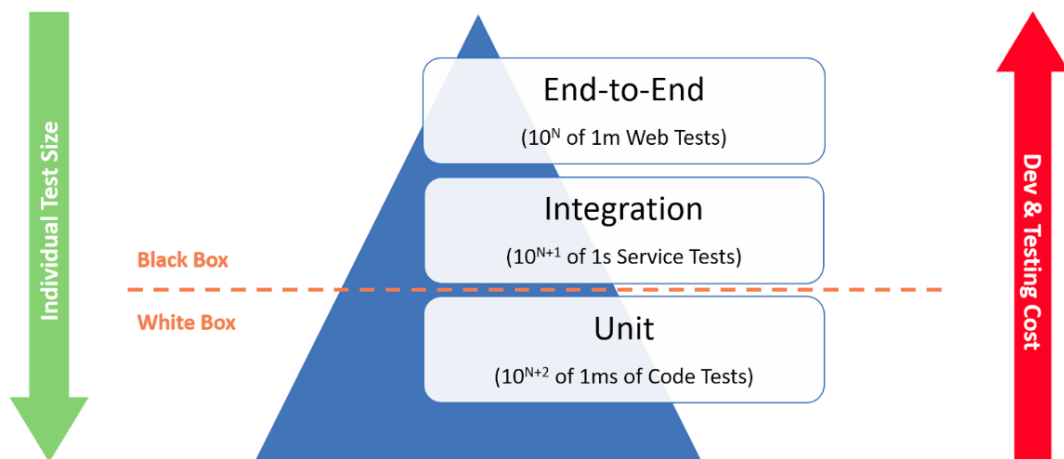 Individual Test Size
End-to-End
(10ᴺ of 1m Web Tests)
Integration
(10ᴺ⁺¹ of 1s Service Tests)
Black Box
White Box
Unit
(10ᴺ⁺² of 1ms of Code Tests)
Dev & Testing Cost